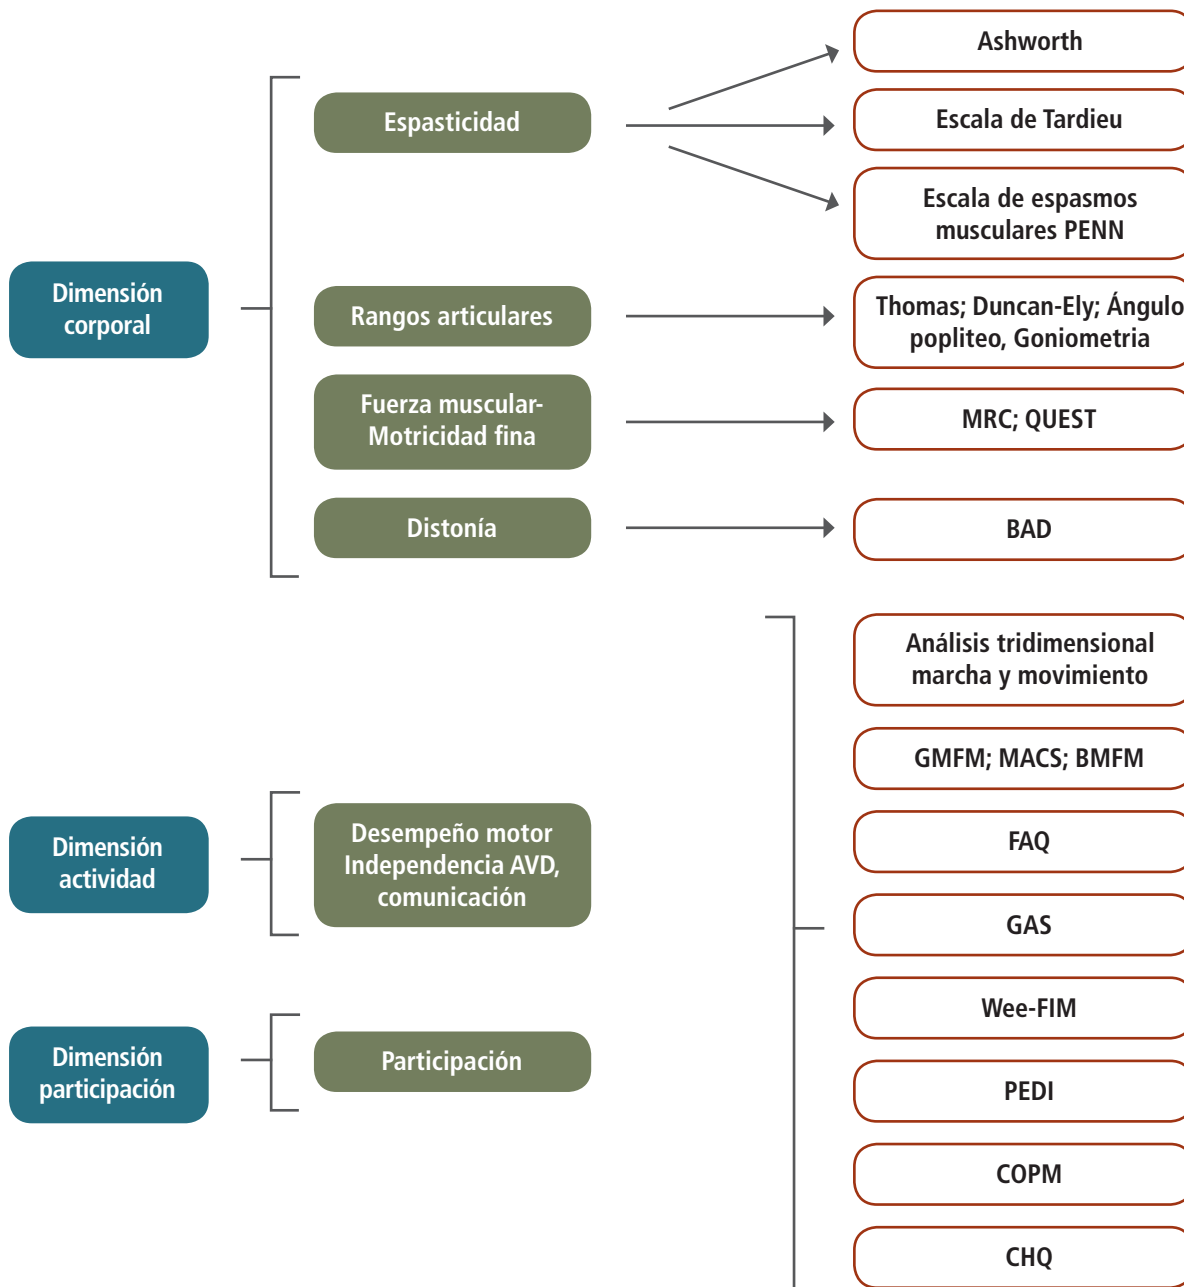 Dimensión
corporal
Espasticidad
Ashworth
Escala de Tardieu
Escala de espasmos
musculares PENN
Rangos articulares
Thomas; Duncan-Ely; Ángulo
popliteo, Goniometria
Fuerza muscular-
Motricidad fina
MRC; QUEST
Distonía
BAD
Dimensión
actividad
Desempeño motor
Independencia AVD,
comunicación
Dimensión
participación
Participación
Análisis tridimensional
marcha y movimiento
GMFM; MACS; BMFM
FAQ
GAS
Wee-FIM
PEDI
COPM
CHQ